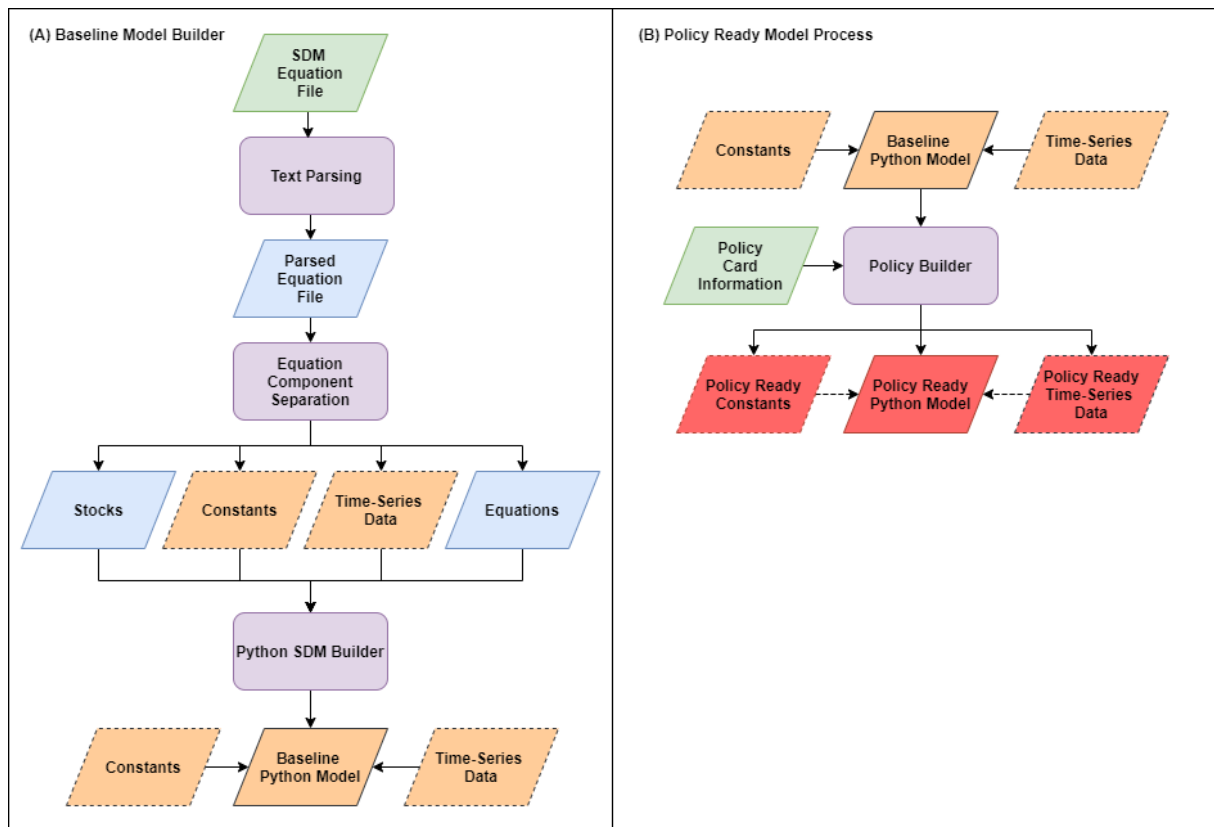 (A) Baseline Model Builder
SDM
Equation
File
Text Parsing
Parsed
Equation
File
Equation
Component
Separation
Stocks
Constants
Time-Series
Data
Equations
Python SDM Builder
Constants
Baseline
Python Model
Time-Series
Data
(B) Policy Ready Model Process
Constants
Baseline
Python Model
Time-Series
Data
Policy
Card
Information
Policy Builder
Policy Ready
Constants
Policy Ready
Python Model
Policy Ready
Time-Series
Data